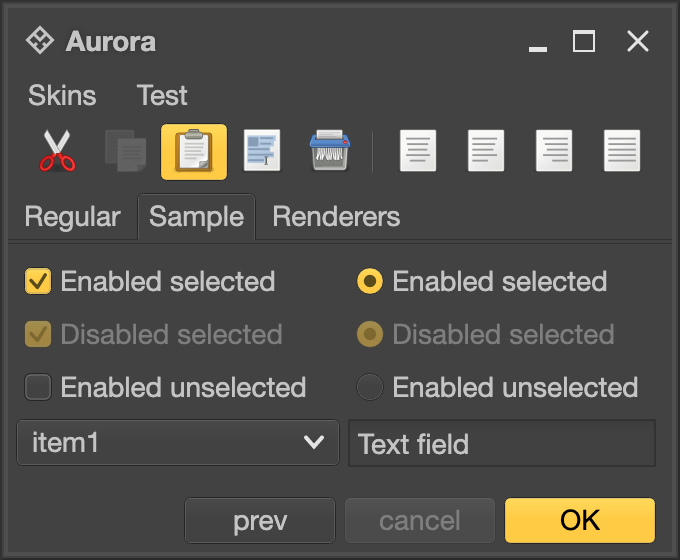 Aurora
Skins Test
Regular Sample Renderers
Enabled selected Enabled selected
Disabled selected Disabled selected
Enabled unselected Enabled unselected
item1 Text field
prev cancel OK